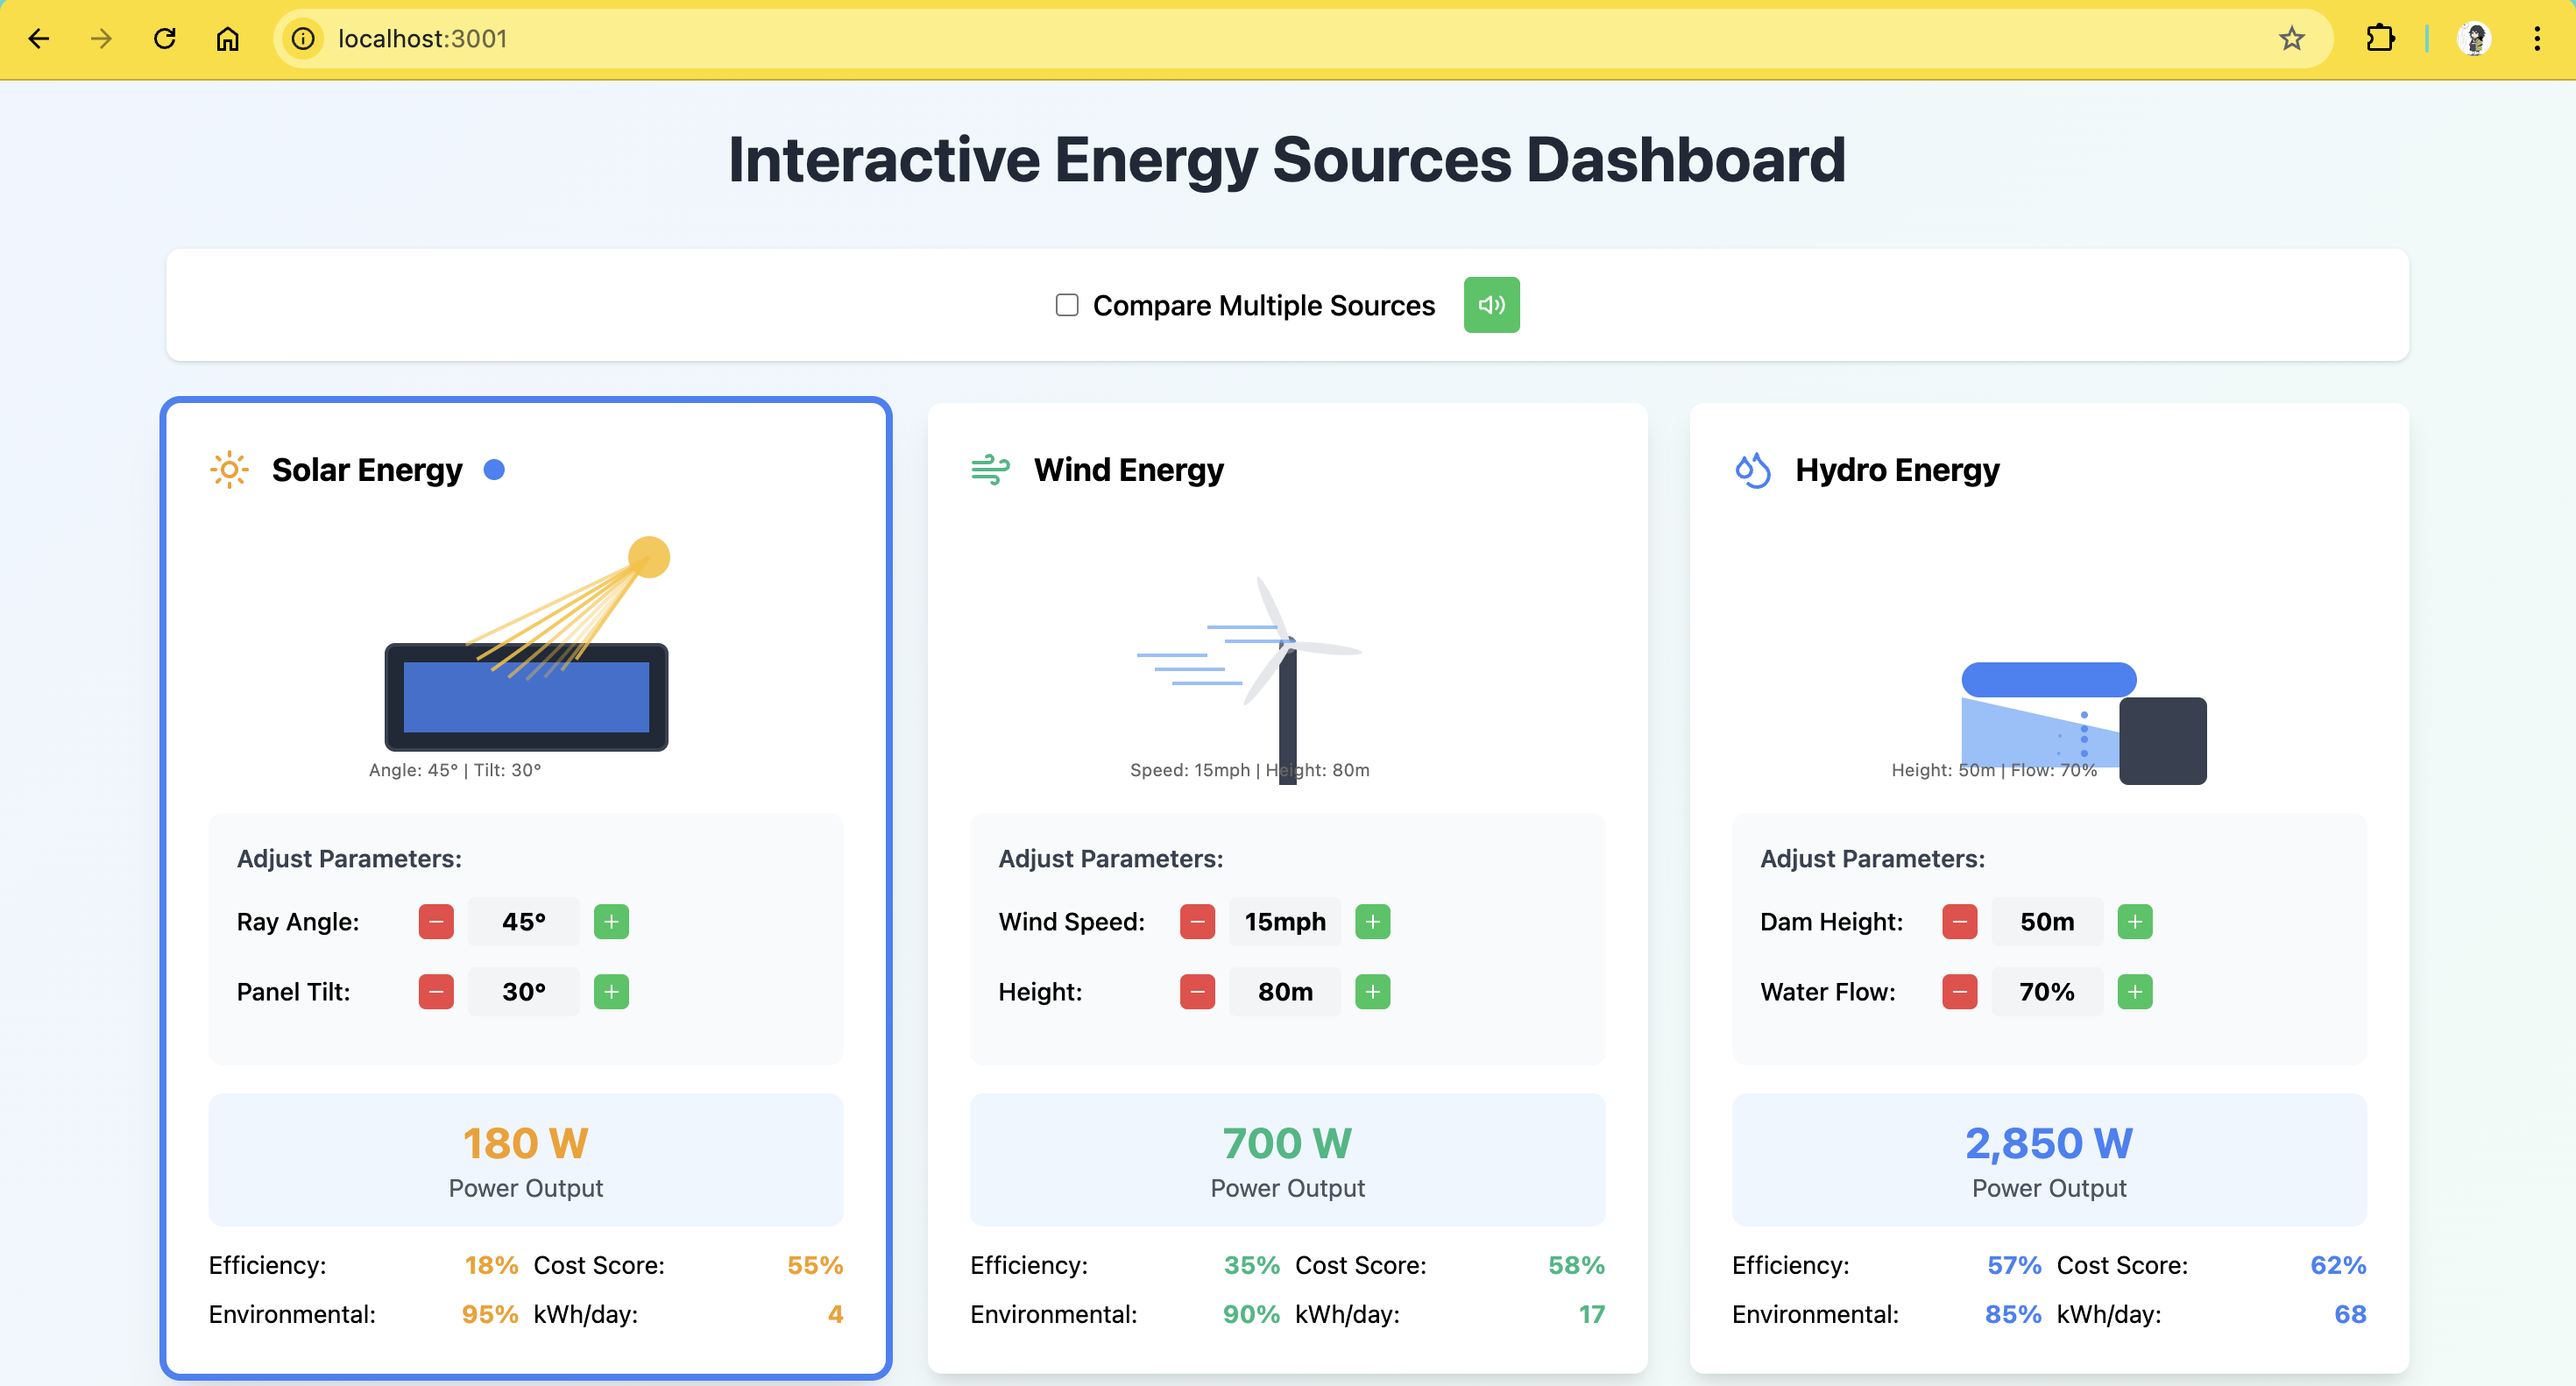 localhost:3001
Interactive Energy Sources Dashboard
Compare Multiple Sources
Solar Energy
Angle: 45° | Tilt: 30°
Adjust Parameters:
Ray Angle: − 45° +
Panel Tilt: − 30° +
180 W
Power Output
Efficiency: 18% Cost Score: 55%
Environmental: 95% kWh/day: 4
Wind Energy
Speed: 15mph | Height: 80m
Adjust Parameters:
Wind Speed: − 15mph +
Height: − 80m +
700 W
Power Output
Efficiency: 35% Cost Score: 58%
Environmental: 90% kWh/day: 17
Hydro Energy
Height: 50m | Flow: 70%
Adjust Parameters:
Dam Height: − 50m +
Water Flow: − 70% +
2,850 W
Power Output
Efficiency: 57% Cost Score: 62%
Environmental: 85% kWh/day: 68